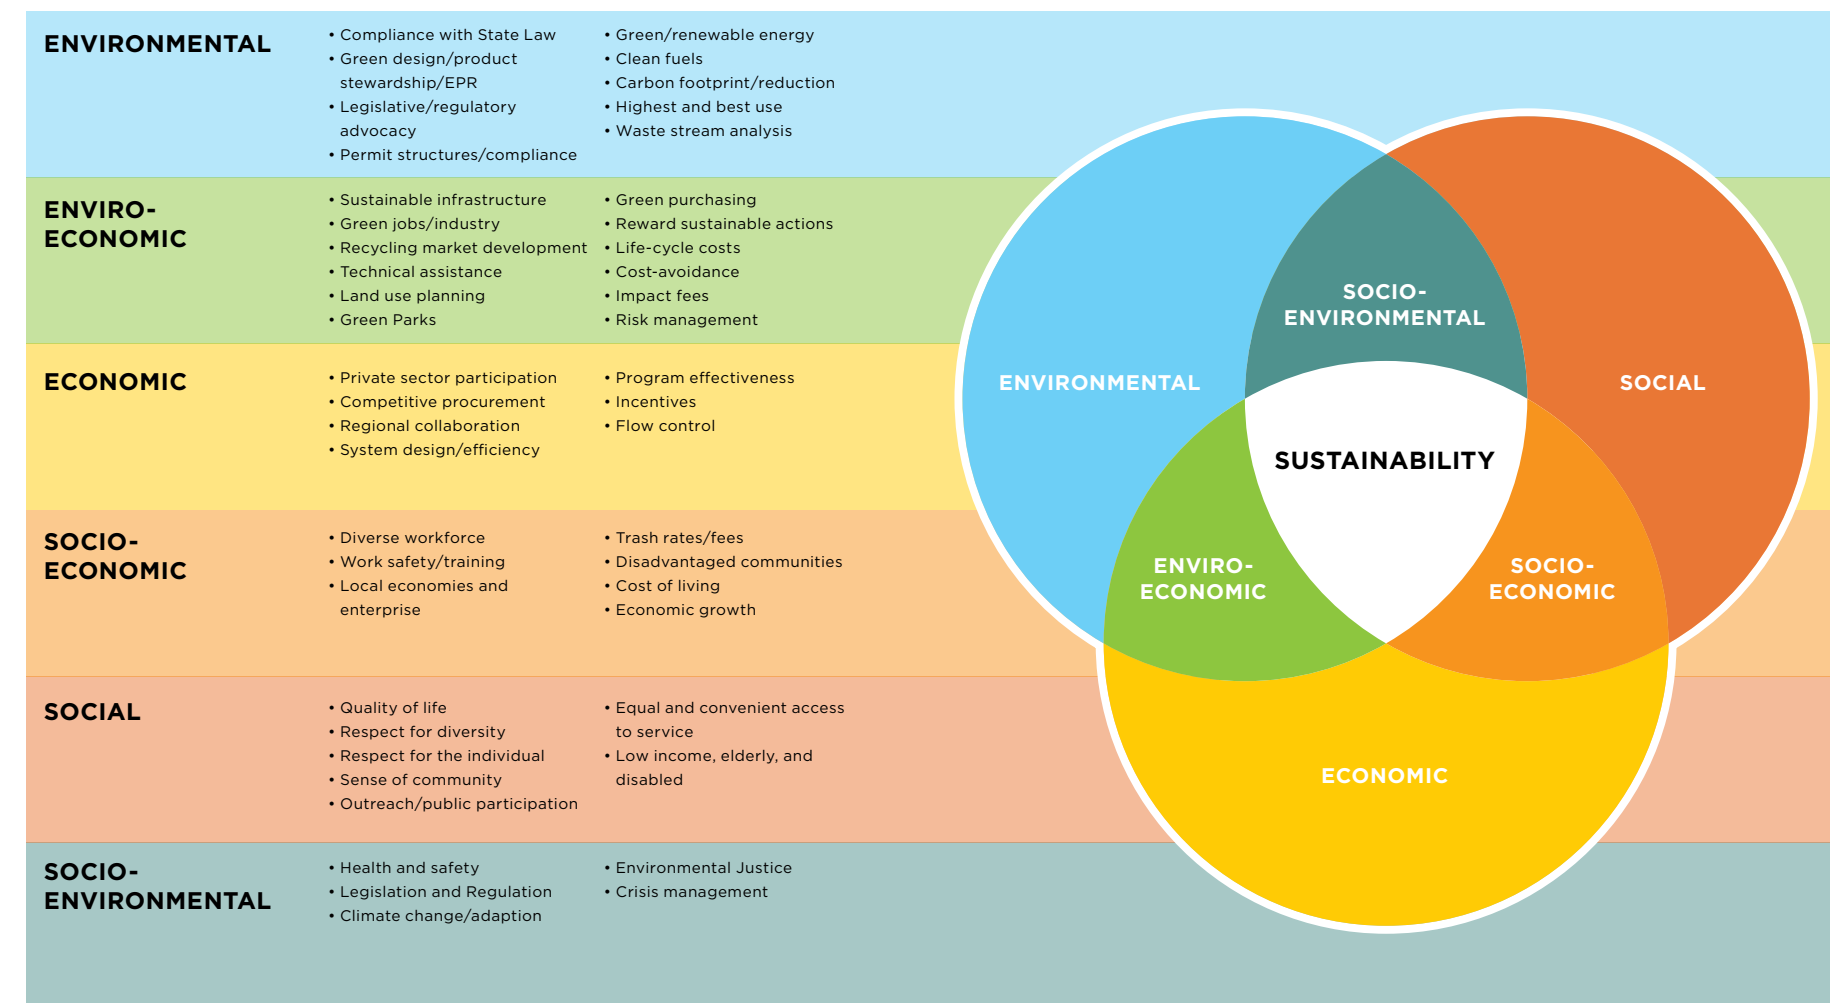 ENVIRONMENTAL
• Compliance with State Law
• Green design/product
stewardship/EPR
• Legislative/regulatory
advocacy
• Permit structures/compliance
• Green/renewable energy
• Clean fuels
• Carbon footprint/reduction
• Highest and best use
• Waste stream analysis
ENVIRO-
ECONOMIC
• Sustainable infrastructure
• Green jobs/industry
• Recycling market development
• Technical assistance
• Land use planning
• Green Parks
• Green purchasing
• Reward sustainable actions
• Life-cycle costs
• Cost-avoidance
• Impact fees
• Risk management
ECONOMIC
• Private sector participation
• Competitive procurement
• Regional collaboration
• System design/efficiency
• Program effectiveness
• Incentives
• Flow control
SOCIO-
ECONOMIC
• Diverse workforce
• Work safety/training
• Local economies and
enterprise
• Trash rates/fees
• Disadvantaged communities
• Cost of living
• Economic growth
SOCIAL
• Quality of life
• Respect for diversity
• Respect for the individual
• Sense of community
• Outreach/public participation
• Equal and convenient access
to service
• Low income, elderly, and
disabled
SOCIO-
ENVIRONMENTAL
• Health and safety
• Legislation and Regulation
• Climate change/adaption
• Environmental Justice
• Crisis management
SOCIO-
ENVIRONMENTAL
ENVIRONMENTAL
SOCIAL
SUSTAINABILITY
ENVIRO-
ECONOMIC
SOCIO-
ECONOMIC
ECONOMIC